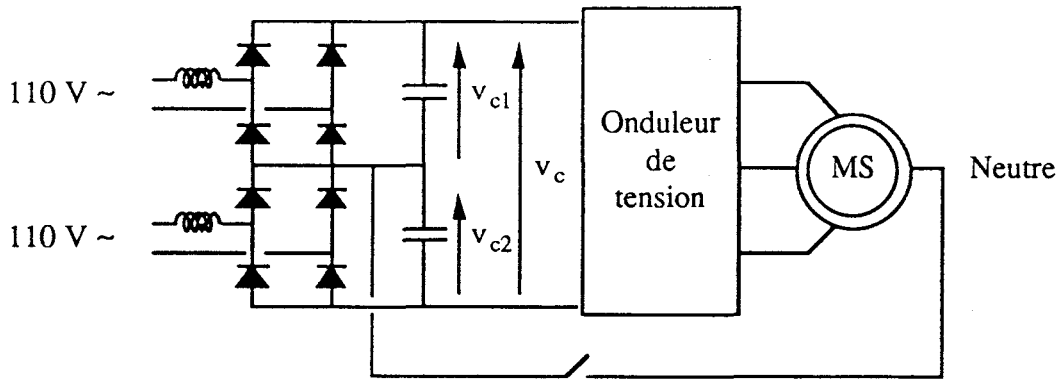 110 V ~
110 V ~
v c1
v c2
v c
Onduleur
de
tension
MS
Neutre